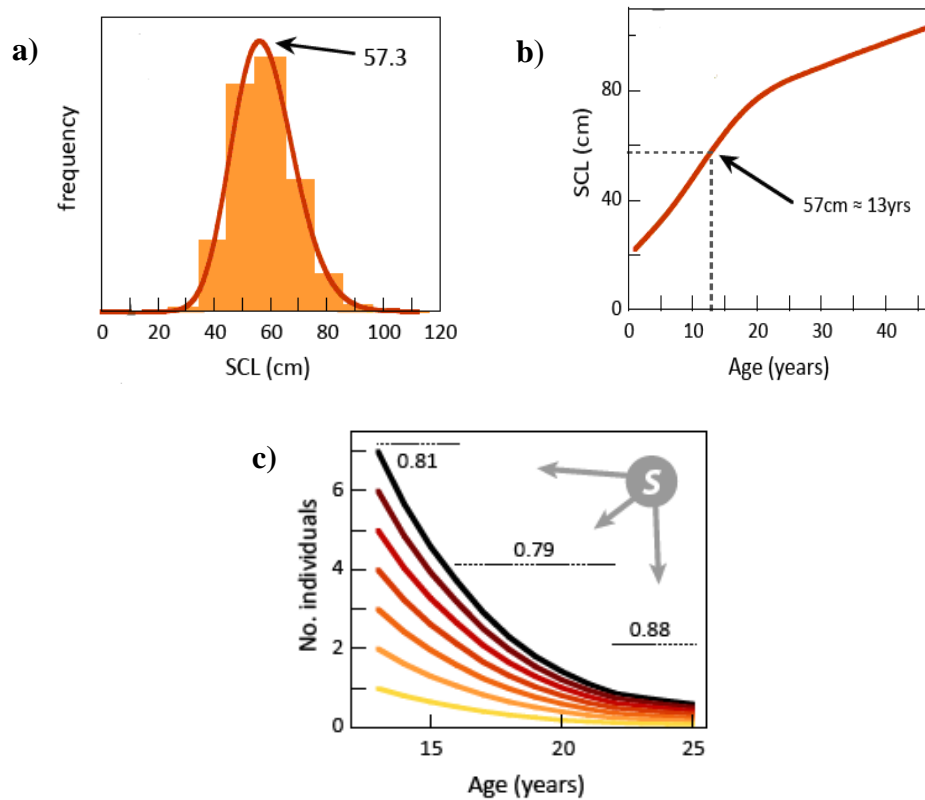 a)
57.3
frequency
0 20 40 60 80 100 120
SCL (cm)
b)
80
40
0
SCL (cm)
57cm ≈ 13yrs
0 10 20 30 40
Age (years)
c)
6
4
2
0
No. individuals
0.81
0.79
0.88
S
15 20 25
Age (years)